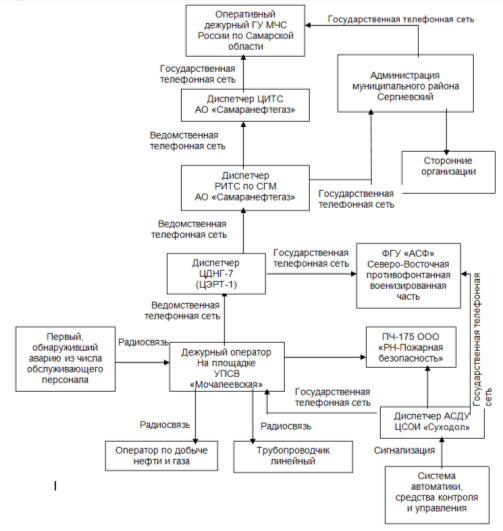 Оперативный
дежурный ГУ МЧС
России по Самарской
области
Государственная телефонная сеть
Государственная
телефонная сеть
Администрация
муниципального района
Сергиевский
Диспетчер ЦИТС
АО «Самаранефтегаз»
Ведомственная
телефонная сеть
Сторонние
организации
Диспетчер
РИТС по СГМ
АО «Самаранефтегаз»
Государственная
телефонная сеть
Ведомственная
телефонная сеть
Диспетчер
ЦДНГ-7
(ЦЭРТ-1)
Государственная
телефонная сеть
ФГУ «АСФ»
Северо-Восточная
противофонтанная
военизированная
часть
Ведомственная
телефонная сеть
Государственная телефонная
сеть
Первый,
обнаруживший
аварию из числа
обслуживающего
персонала
Радиосвязь
Дежурный оператор
На площадке
УПСВ
«Мочалеевская»
ПЧ-175 ООО
«РН-Пожарная
безопасность»
Государственная
телефонная сеть
Диспетчер АСДУ
ЦСОИ «Суходол»
Радиосвязь
Радиосвязь
Сигнализация
Оператор по добыче
нефти и газа
Трубопроводчик
линейный
Система
автоматики,
средства контроля
и управления